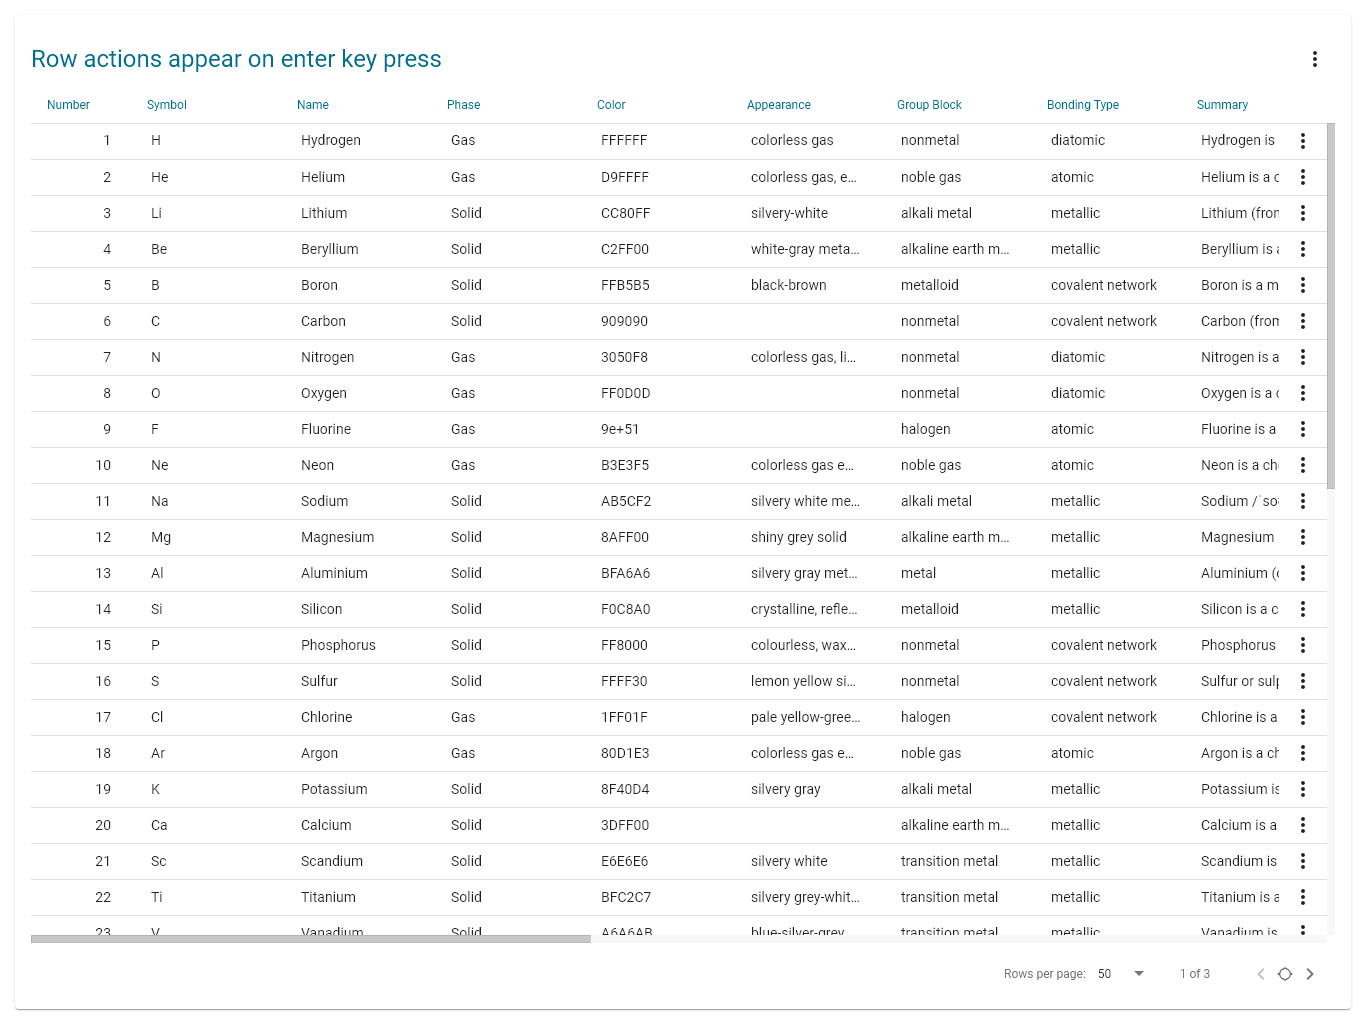 Row actions appear on enter key press
Number Symbol Name Phase Color Appearance Group Block Bonding Type Summary
1 H Hydrogen Gas FFFFFF colorless gas nonmetal diatomic Hydrogen is
2 He Helium Gas D9FFFF colorless gas, e... noble gas atomic Helium is a c
3 Li Lithium Solid CC80FF silvery-white alkali metal metallic Lithium (fron
4 Be Beryllium Solid C2FF00 white-gray meta... alkaline earth m... metallic Beryllium is a
5 B Boron Solid FFB5B5 black-brown metalloid covalent network Boron is a m
6 C Carbon Solid 909090 nonmetal covalent network Carbon (from
7 N Nitrogen Gas 3050F8 colorless gas, li... nonmetal diatomic Nitrogen is a
8 O Oxygen Gas FF0D0D nonmetal diatomic Oxygen is a c
9 F Fluorine Gas 9e+51 halogen atomic Fluorine is a
10 Ne Neon Gas B3E3F5 colorless gas e... noble gas atomic Neon is a ch
11 Na Sodium Solid AB5CF2 silvery white me... alkali metal metallic Sodium /ˈso
12 Mg Magnesium Solid 8AFF00 shiny grey solid alkaline earth m... metallic Magnesium
13 Al Aluminium Solid BFA6A6 silvery gray met... metal metallic Aluminium (
14 Si Silicon Solid F0C8A0 crystalline, refle... metalloid metallic Silicon is a c
15 P Phosphorus Solid FF8000 colourless, wax... nonmetal covalent network Phosphorus
16 S Sulfur Solid FFFF30 lemon yellow si... nonmetal covalent network Sulfur or sulp
17 Cl Chlorine Gas 1FF01F pale yellow-gree... halogen covalent network Chlorine is a
18 Ar Argon Gas 80D1E3 colorless gas e... noble gas atomic Argon is a ch
19 K Potassium Solid 8F40D4 silvery gray alkali metal metallic Potassium is
20 Ca Calcium Solid 3DFF00 alkaline earth m... metallic Calcium is a
21 Sc Scandium Solid E6E6E6 silvery white transition metal metallic Scandium is
22 Ti Titanium Solid BFC2C7 silvery grey-whit... transition metal metallic Titanium is a
23 V Vanadium Solid A6A6AB blue-silver-grey transition metal metallic Vanadium is
Rows per page: 50 1 of 3